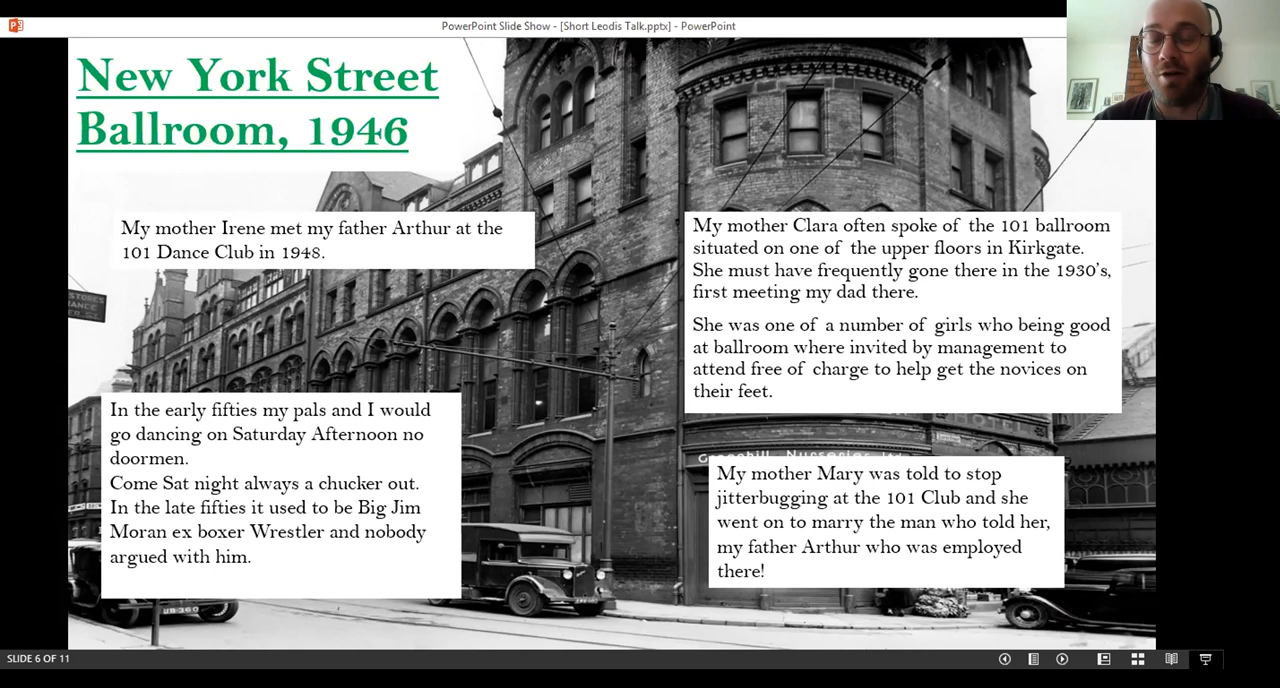 PowerPoint Slide Show - [Short Leodis Talk.pptx] - PowerPoint
New York Street
Ballroom, 1946
My mother Irene met my father Arthur at the
101 Dance Club in 1948.
My mother Clara often spoke of the 101 ballroom
situated on one of the upper floors in Kirkgate.
She must have frequently gone there in the 1930's,
first meeting my dad there.
She was one of a number of girls who being good
at ballroom where invited by management to
attend free of charge to help get the novices on
their feet.
STORES
In the early fifties my pals and I would
go dancing on Saturday Afternoon no
doormen.
Come Sat night always a chucker out.
In the late fifties it used to be Big Jim
Moran ex boxer Wrestler and nobody
argued with him.
HOTEL
Greenhill Nurseries Ltd
My mother Mary was told to stop
jitterbugging at the 101 Club and she
went on to marry the man who told her,
my father Arthur who was employed
there!
SLIDE 6 OF 11